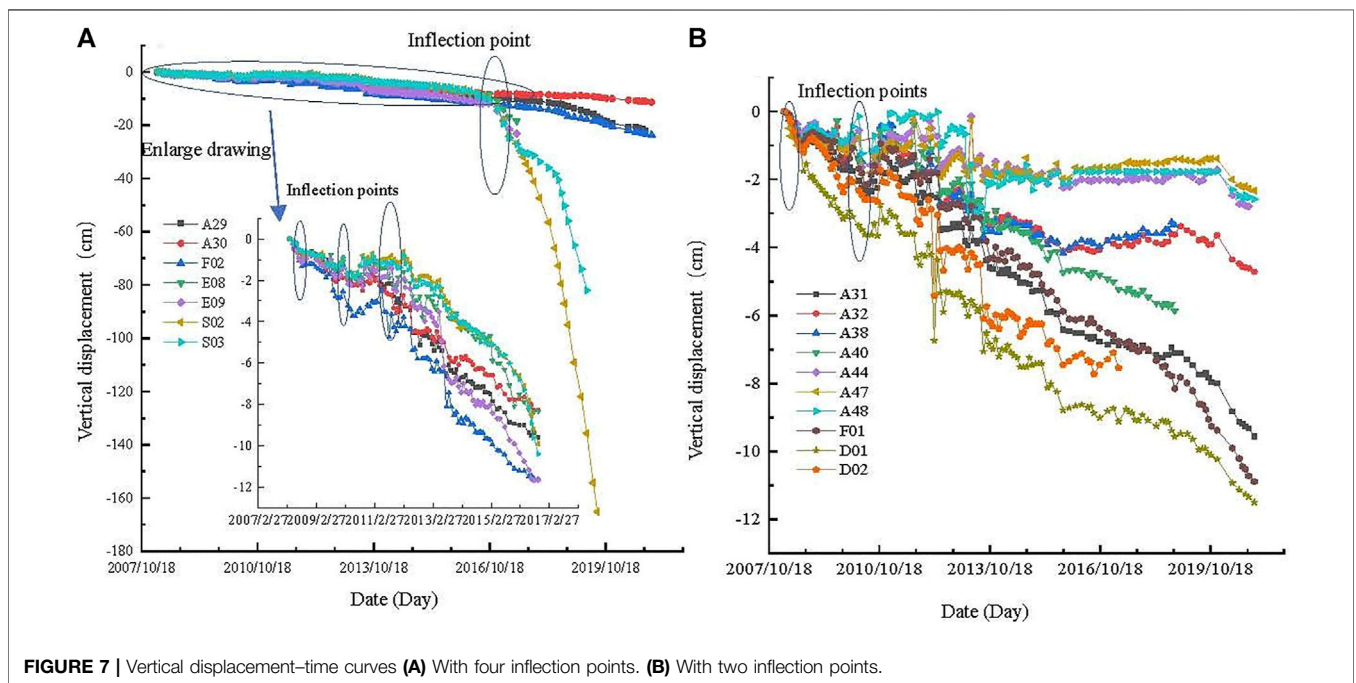 A
Inflection point
10
0
-20
-40
-60
-80
-100
-120
-140
-160
-180
Vertical displacement (cm)
Enlarge drawing
A29
A30
F02
E08
E09
S02
S03
Inflection points
0
-2
-4
-6
-8
-10
-12
2007/2/27 2009/2/27 2011/2/27 2013/2/27 2015/2/27 2017/2/27
2007/10/18 2010/10/18 2013/10/18 2016/10/18 2019/10/18
Date (Day)
B
Inflection points
0
-2
-4
-6
-8
-10
-12
Vertical displacement (cm)
A31
A32
A38
A40
A44
A47
A48
F01
D01
D02
2007/10/18 2010/10/18 2013/10/18 2016/10/18 2019/10/18
Date (Day)
FIGURE 7 | Vertical displacement–time curves (A) With four inflection points. (B) With two inflection points.